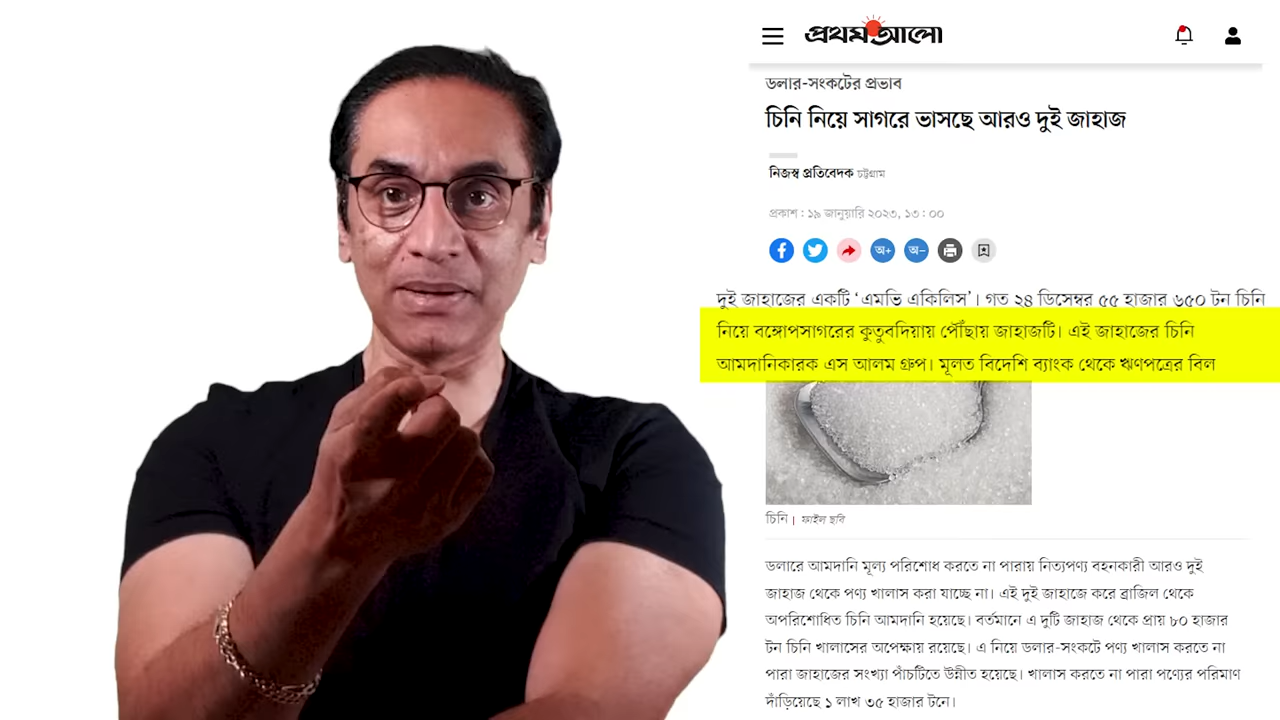 প্রথম আলো
ডলার-সংকটের প্রভাব
চিনি নিয়ে সাগরে ভাসছে আরও দুই জাহাজ
নিজস্ব প্রতিবেদক চট্টগ্রাম
প্রকাশ : ১৯ জানুয়ারি ২০২৩, ১৩ : ০০
অ+ অ−
দুই জাহাজের একটি ‘এমভি একিলিস’। গত ২৪ ডিসেম্বর ৫৫ হাজার ৬৫০ টন চিনি
নিয়ে বঙ্গোপসাগরের কুতুবদিয়ায় পৌঁছায় জাহাজটি। এই জাহাজের চিনি
আমদানিকারক এস আলম গ্রুপ। মূলত বিদেশি ব্যাংক থেকে ঋণপত্রের বিল
চিনি | ফাইল ছবি
ডলারে আমদানি মূল্য পরিশোধ করতে না পারায় নিত্যপণ্য বহনকারী আরও দুই
জাহাজ থেকে পণ্য খালাস করা যাচ্ছে না। এই দুই জাহাজে করে ব্রাজিল থেকে
অপরিশোধিত চিনি আমদানি হয়েছে। বর্তমানে এ দুটি জাহাজ থেকে প্রায় ৮০ হাজার
টন চিনি খালাসের অপেক্ষায় রয়েছে। এ নিয়ে ডলার-সংকটে পণ্য খালাস করতে না
পারা জাহাজের সংখ্যা পাঁচটিতে উন্নীত হয়েছে। খালাস করতে না পারা পণ্যের পরিমাণ
দাঁড়িয়েছে ১ লাখ ৩৫ হাজার টনে।